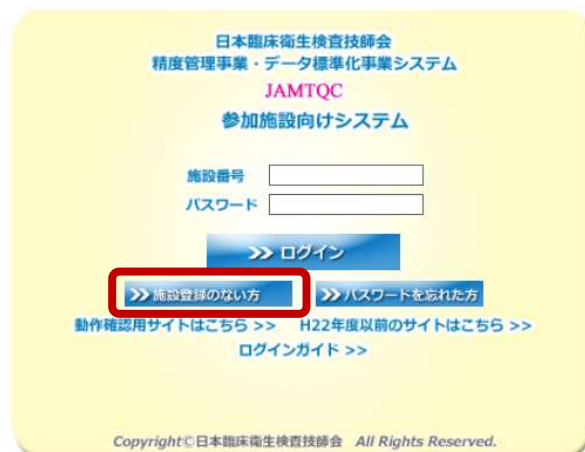 日本臨床衛生検査技師会
精度管理事業・データ標準化事業システム
JAMTQC
参加施設向けシステム
施設番号
パスワード
>> ログイン
>> 施設登録のない方 >> パスワードを忘れた方
動作確認用サイトはこちら >> H22年度以前のサイトはこちら >>
ログインガイド >>
Copyright©日本臨床衛生検査技師会 All Rights Reserved.